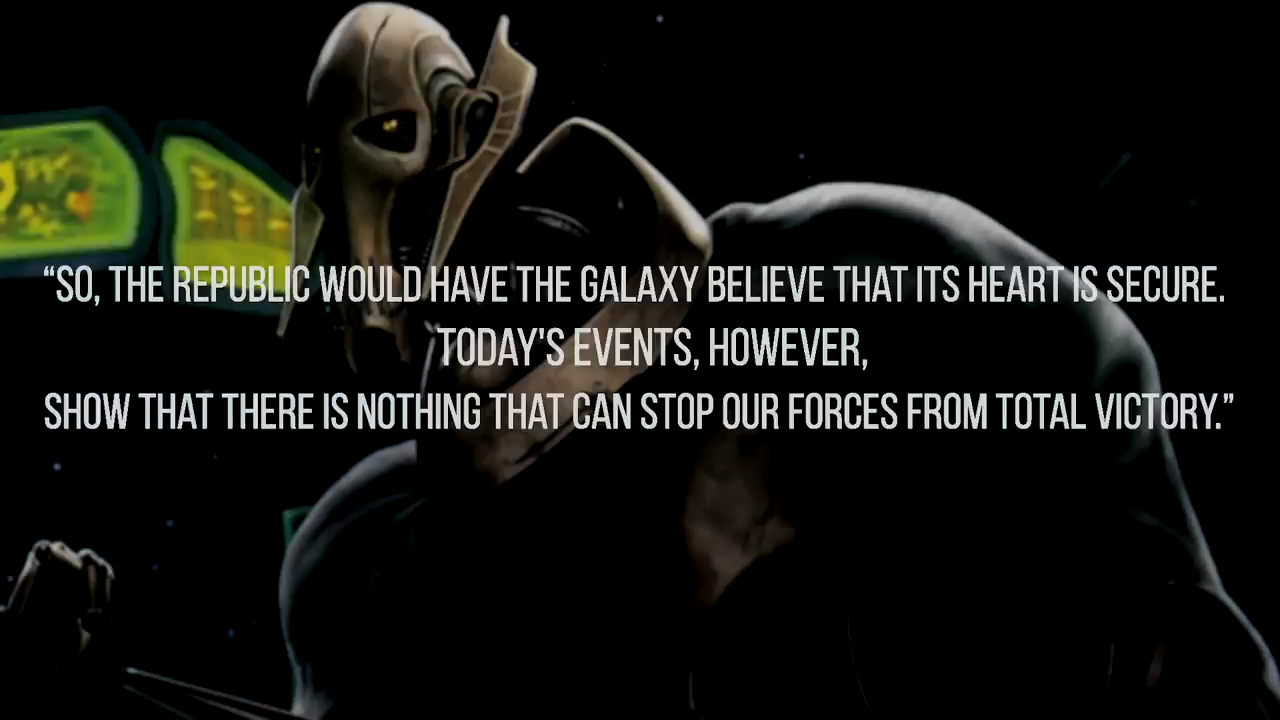 “SO, THE REPUBLIC WOULD HAVE THE GALAXY BELIEVE THAT ITS HEART IS SECURE.
TODAY'S EVENTS, HOWEVER,
SHOW THAT THERE IS NOTHING THAT CAN STOP OUR FORCES FROM TOTAL VICTORY.”